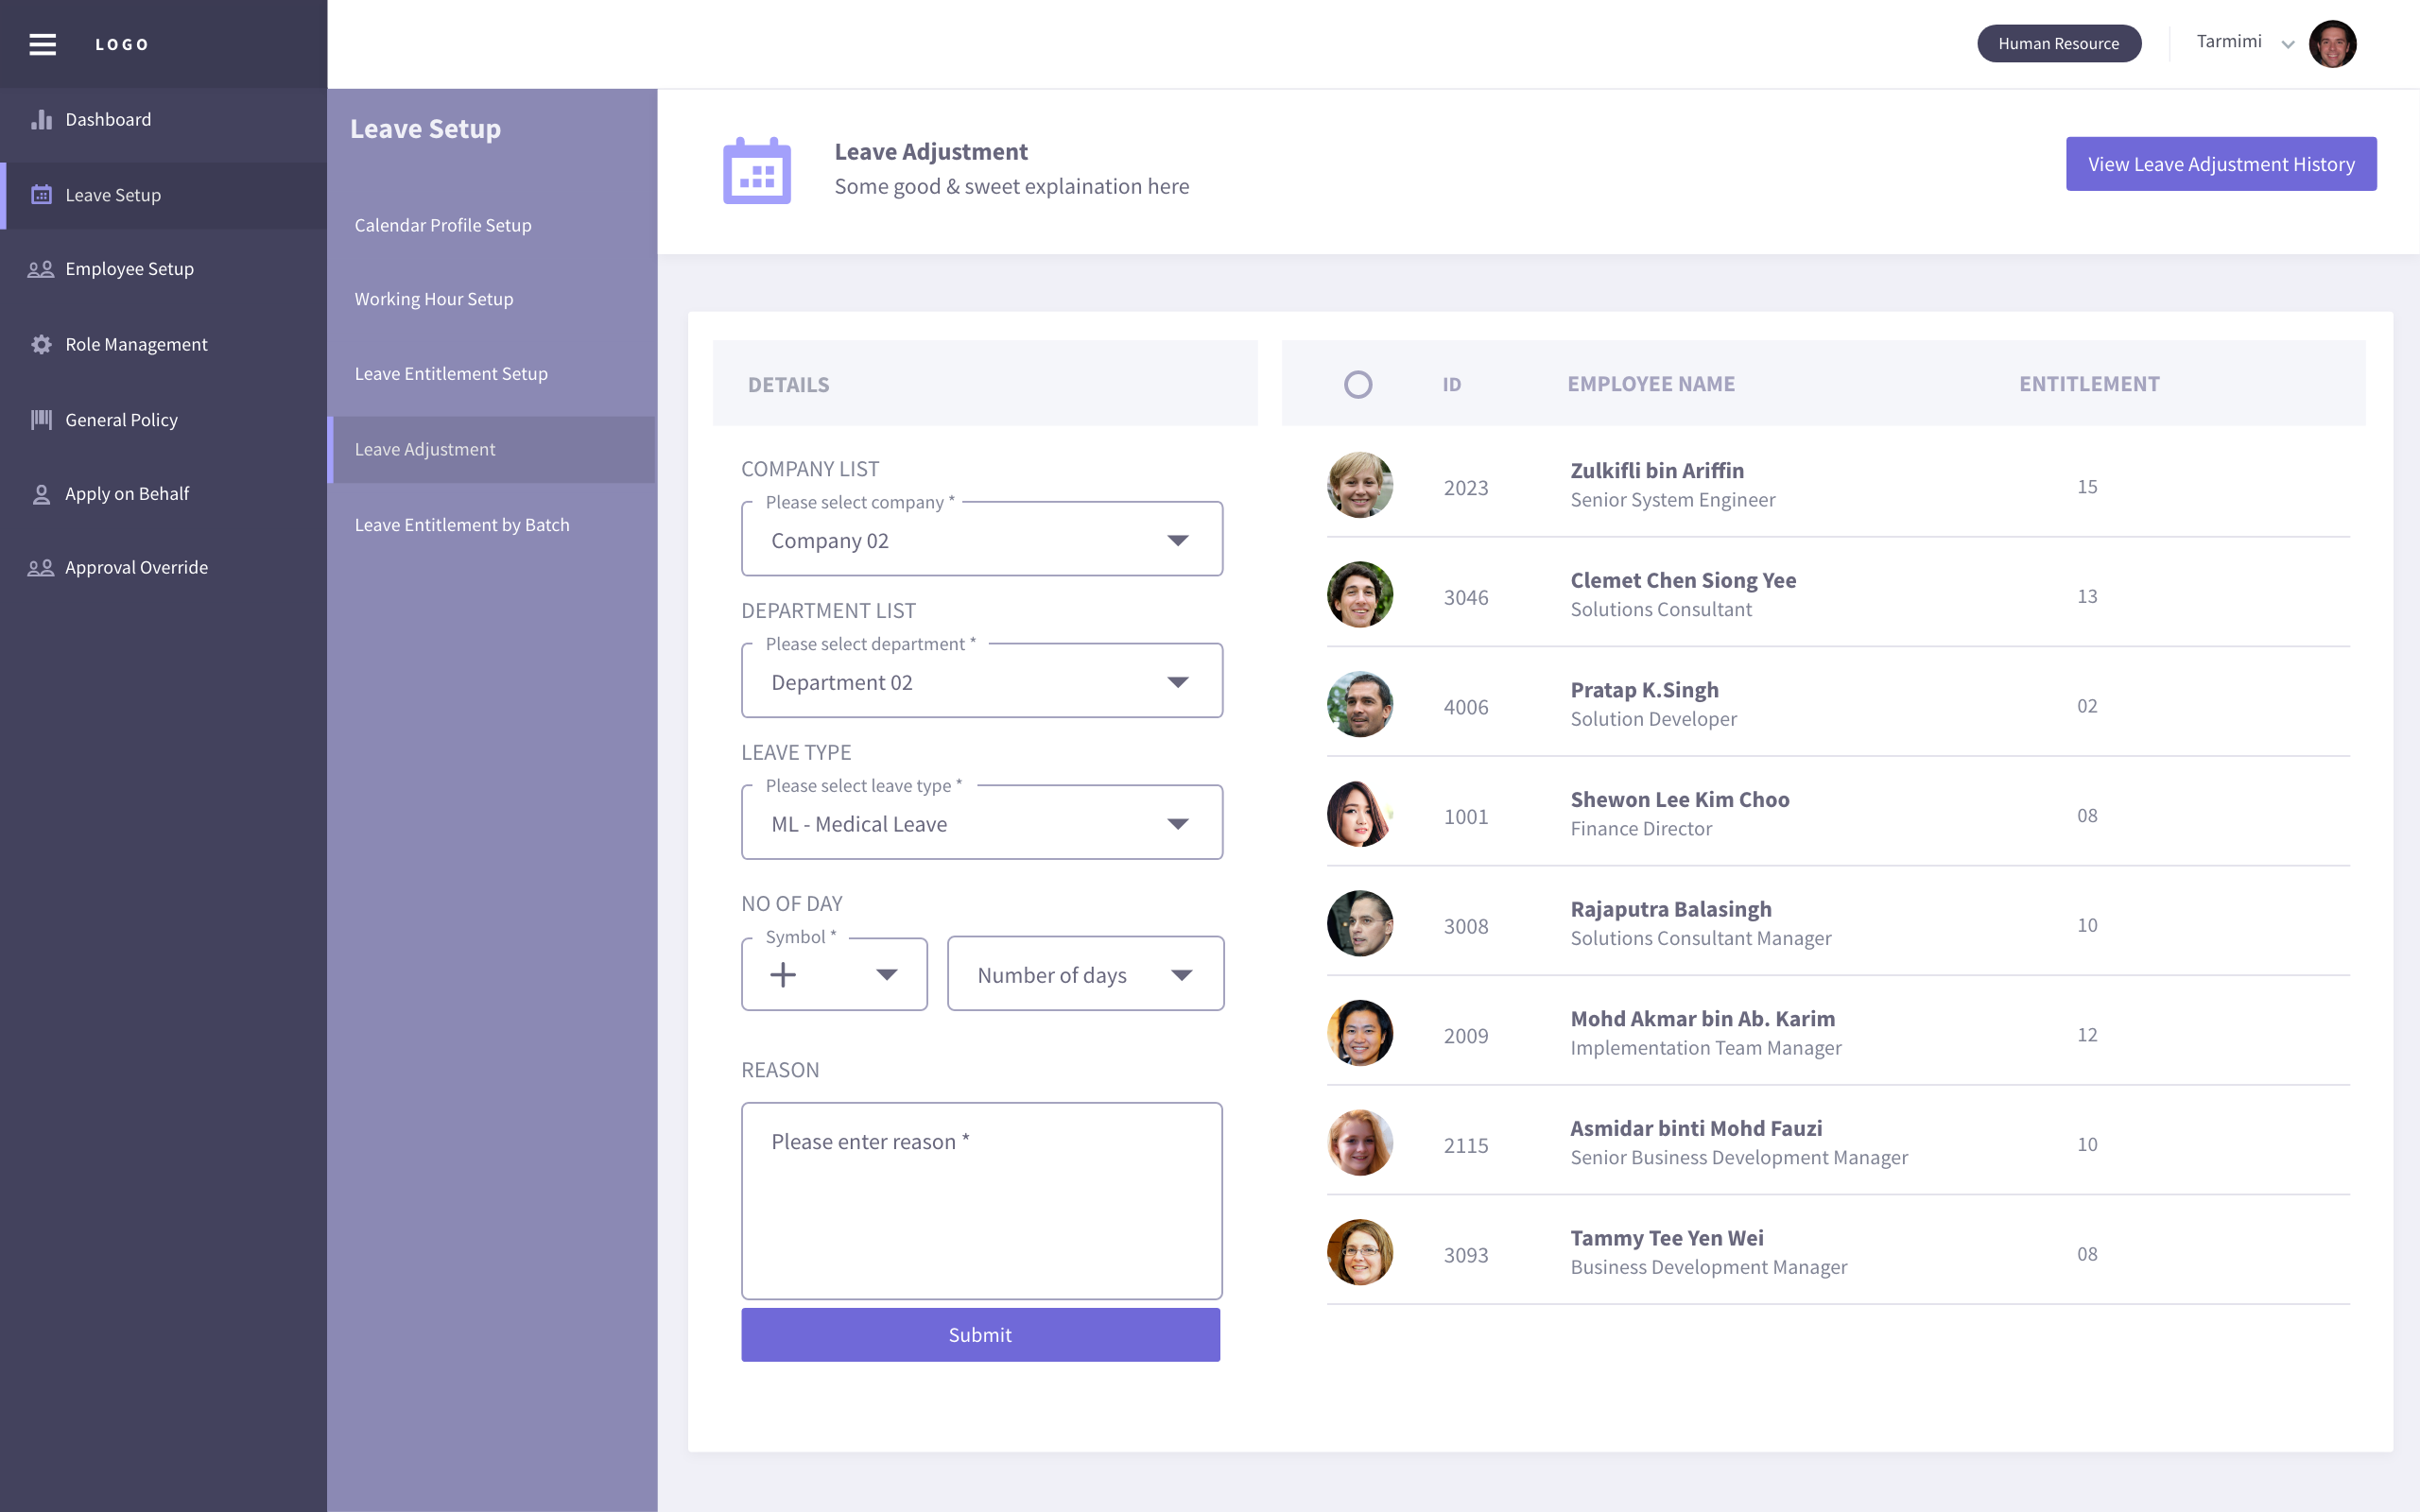 LOGO
Human Resource
Tarmimi
Dashboard
Leave Setup
Employee Setup
Role Management
General Policy
Apply on Behalf
Approval Override
Leave Setup
Calendar Profile Setup
Working Hour Setup
Leave Entitlement Setup
Leave Adjustment
Leave Entitlement by Batch
Leave Adjustment
Some good & sweet explaination here
View Leave Adjustment History
DETAILS
COMPANY LIST
Please select company *
Company 02
DEPARTMENT LIST
Please select department *
Department 02
LEAVE TYPE
Please select leave type *
ML - Medical Leave
NO OF DAY
Symbol *
+
Number of days
REASON
Please enter reason *
Submit
ID EMPLOYEE NAME ENTITLEMENT
2023 Zulkifli bin Ariffin 15
Senior System Engineer
3046 Clemet Chen Siong Yee 13
Solutions Consultant
4006 Pratap K.Singh 02
Solution Developer
1001 Shewon Lee Kim Choo 08
Finance Director
3008 Rajaputra Balasingh 10
Solutions Consultant Manager
2009 Mohd Akmar bin Ab. Karim 12
Implementation Team Manager
2115 Asmidar binti Mohd Fauzi 10
Senior Business Development Manager
3093 Tammy Tee Yen Wei 08
Business Development Manager